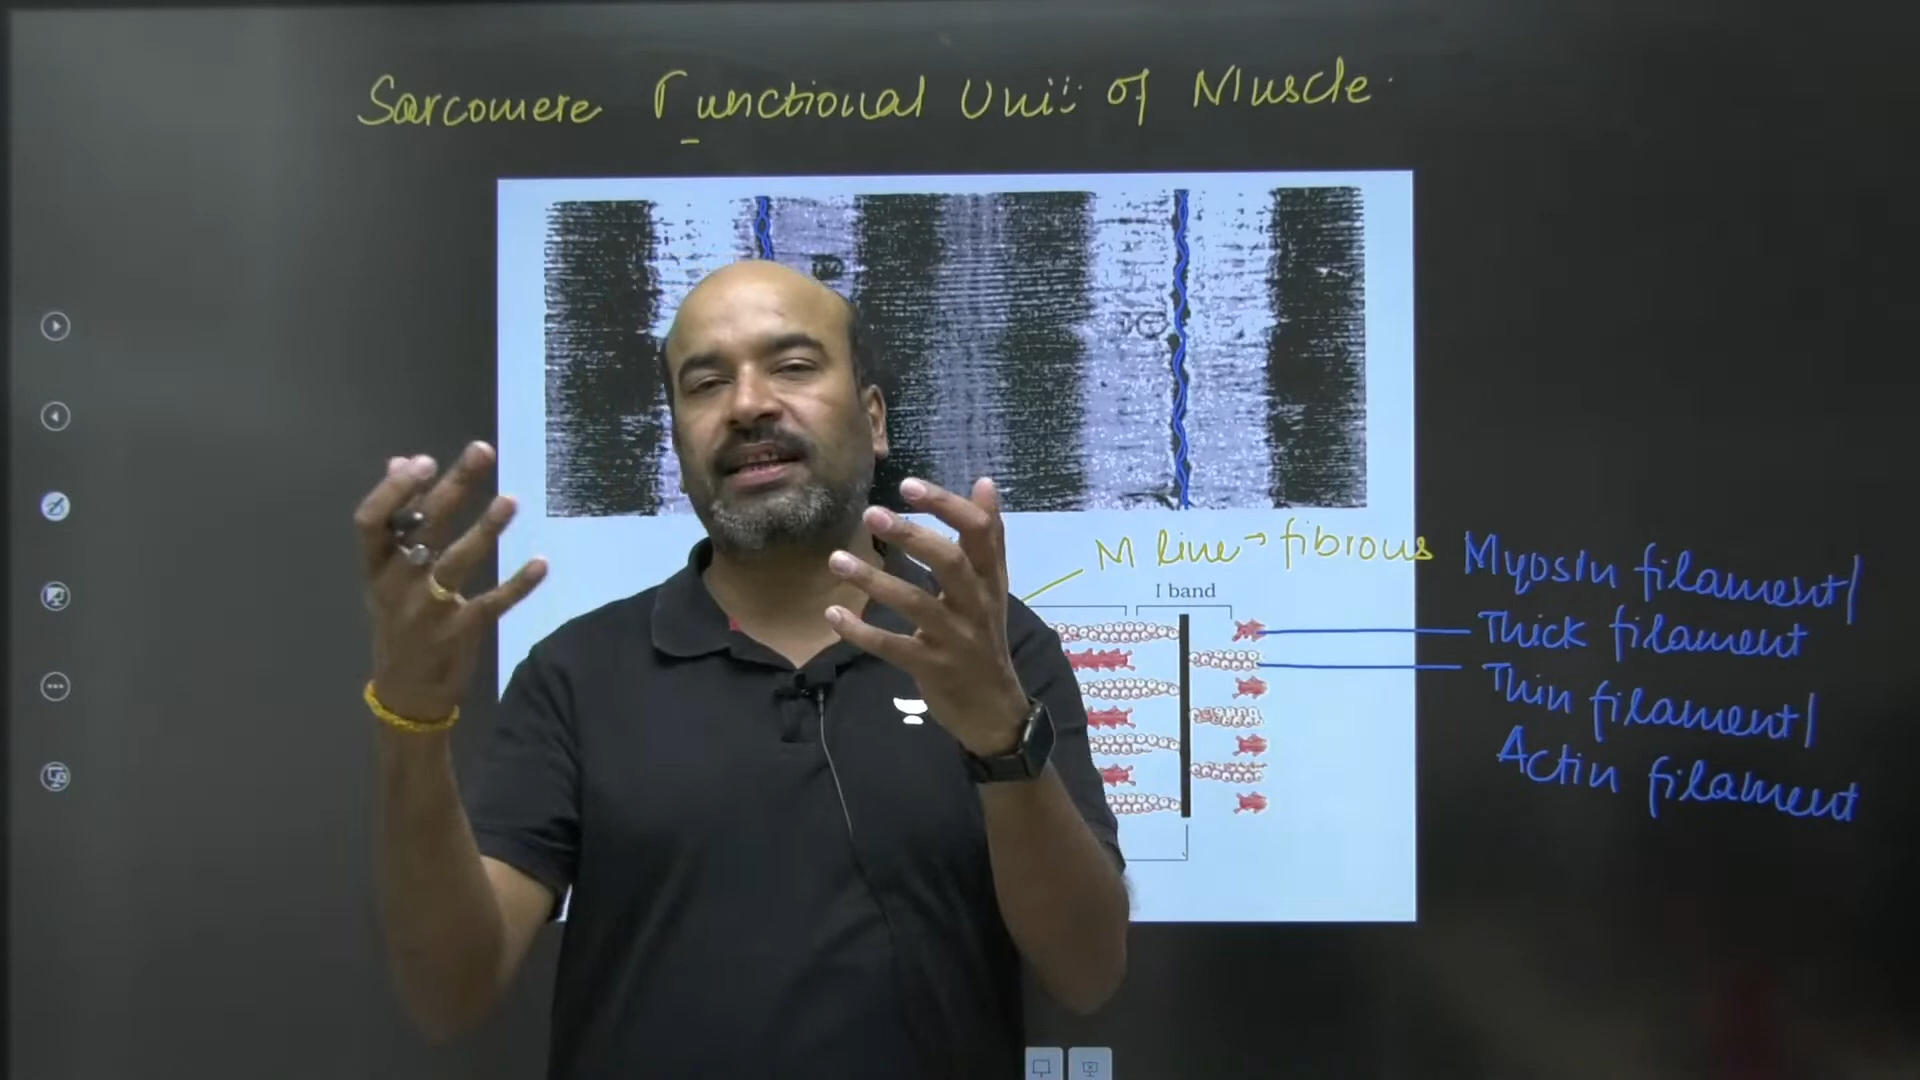 Sarcomere Functional Unit of Muscle
M line → fibrous
I band
Myosin filament/
Thick filament
Thin filament/
Actin filament